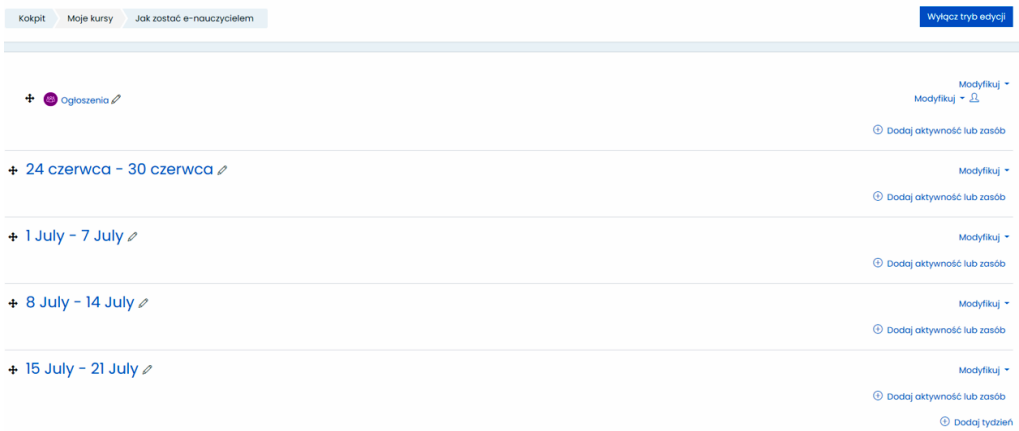 Kokpit Moje kursy Jak zostać e-nauczycielem Wyłącz tryb edycji
Modyfikuj
Ogłoszenia Modyfikuj
Dodaj aktywność lub zasób
24 czerwca - 30 czerwca Modyfikuj
Dodaj aktywność lub zasób
1 July - 7 July Modyfikuj
Dodaj aktywność lub zasób
8 July - 14 July Modyfikuj
Dodaj aktywność lub zasób
15 July - 21 July Modyfikuj
Dodaj aktywność lub zasób
Dodaj tydzień